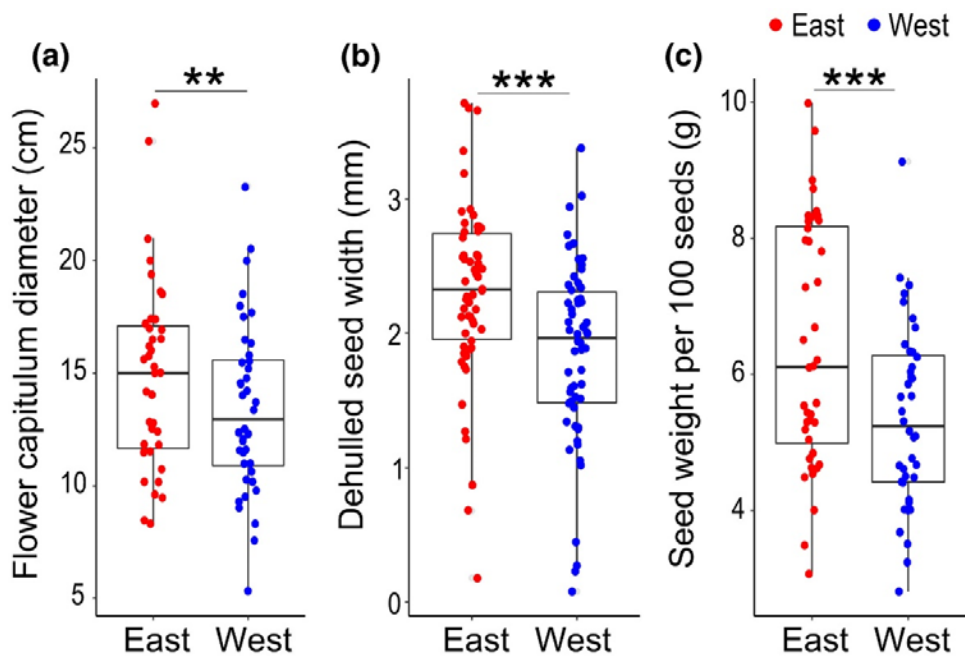 East West
(a) ** (b) *** (c) ***
Flower capitulum diameter (cm)
25
20
15
10
5
East West
Dehulled seed width (mm)
3
2
1
0
East West
Seed weight per 100 seeds (g)
10
8
6
4
East West